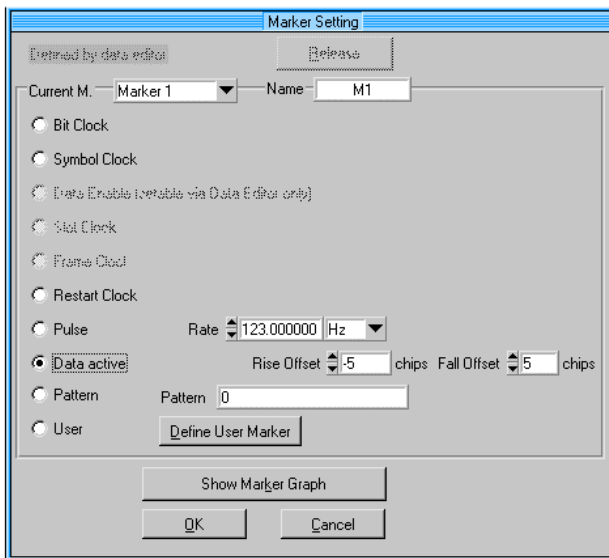 Marker Setting
Defined by data editor Release
Current M. Marker 1 Name M1
Bit Clock
Symbol Clock
Data Enable (setable via Data Editor only)
Slot Clock
Frame Clocl
Restart Clock
Pulse Rate 123.000000 Hz
Data active Rise Offset -5 chips Fall Offset 5 chips
Pattern Pattern 0
User Define User Marker
Show Marker Graph
OK Cancel